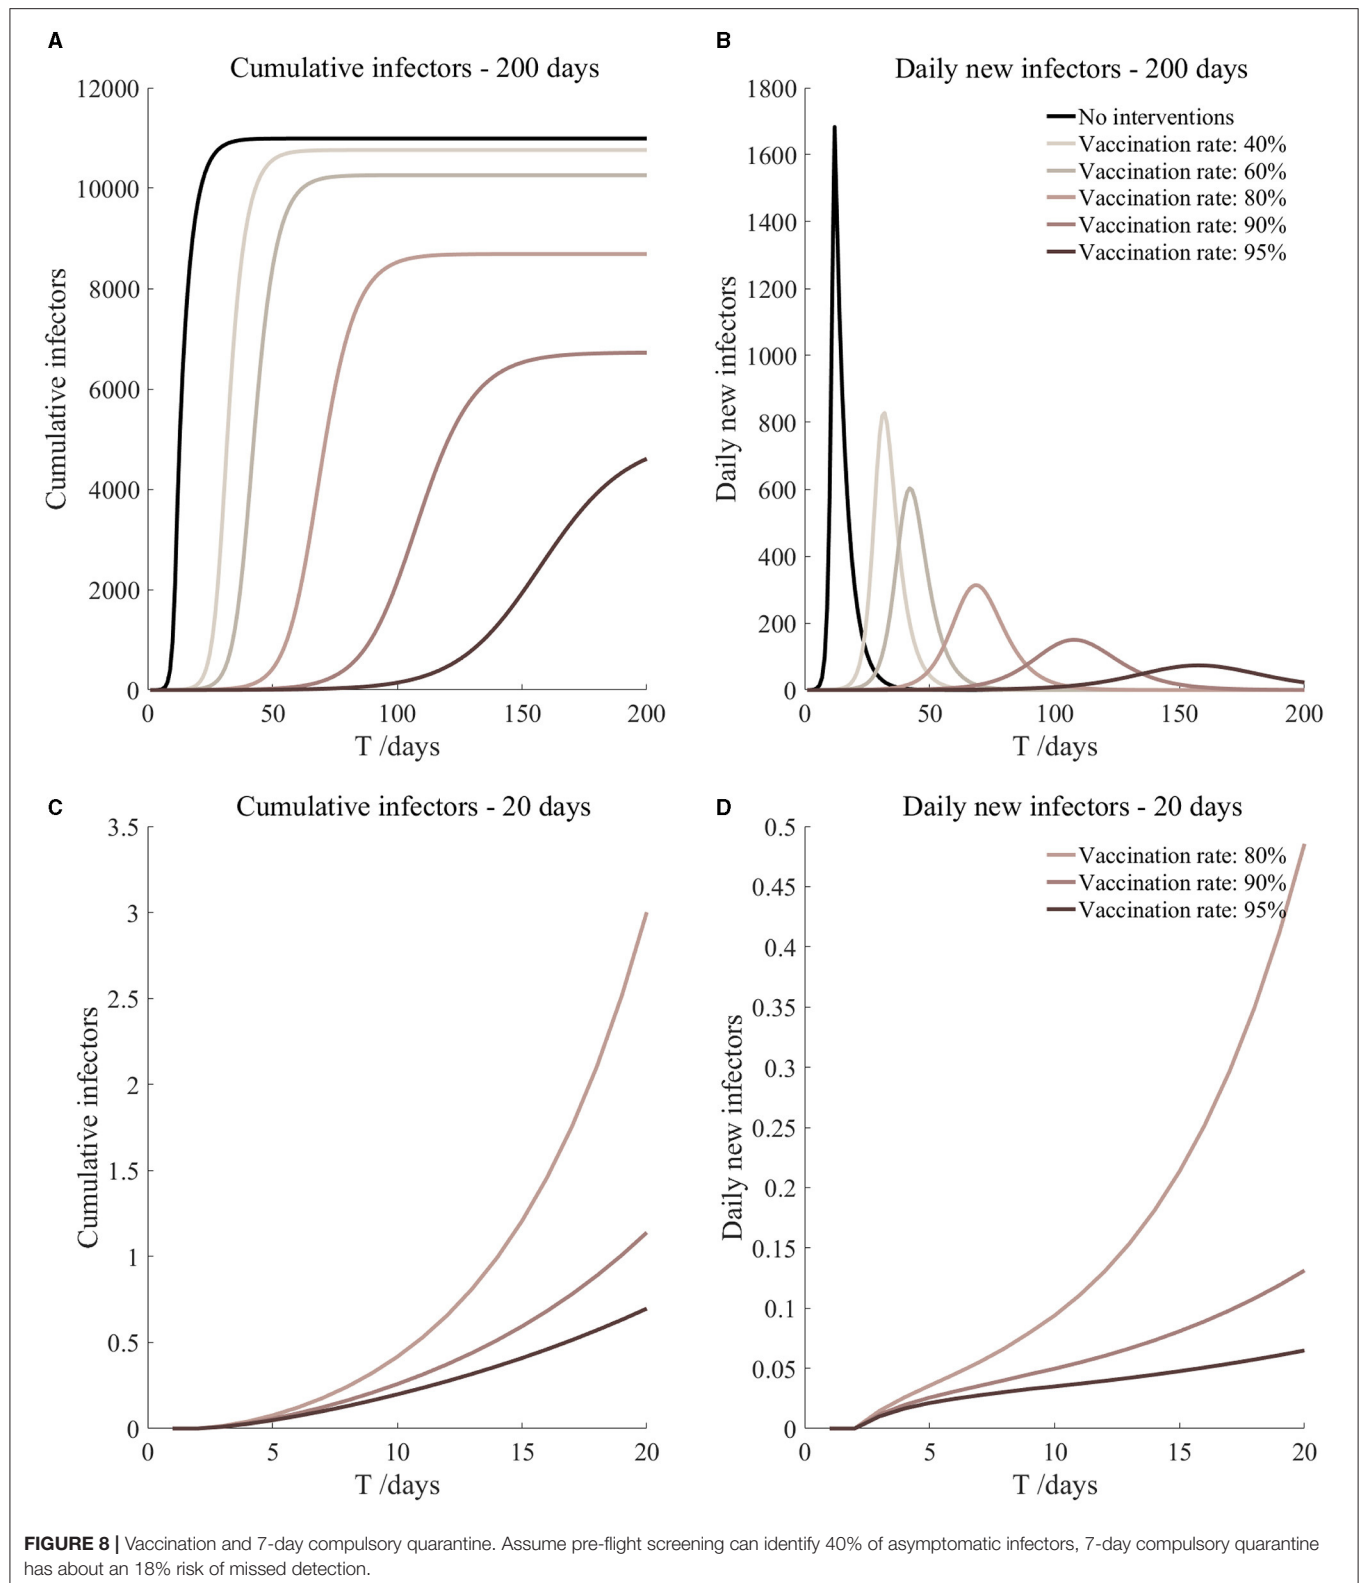 A
Cumulative infectors - 200 days
12000
10000
8000
6000
4000
2000
0
Cumulative infectors
0 50 100 150 200
T /days
B
Daily new infectors - 200 days
1800
1600
1400
1200
1000
800
600
400
200
0
Daily new infectors
No interventions
Vaccination rate: 40%
Vaccination rate: 60%
Vaccination rate: 80%
Vaccination rate: 90%
Vaccination rate: 95%
0 50 100 150 200
T /days
C
Cumulative infectors - 20 days
3.5
3
2.5
2
1.5
1
0.5
0
Cumulative infectors
0 5 10 15 20
T /days
D
Daily new infectors - 20 days
0.5
0.45
0.4
0.35
0.3
0.25
0.2
0.15
0.1
0.05
0
Daily new infectors
Vaccination rate: 80%
Vaccination rate: 90%
Vaccination rate: 95%
0 5 10 15 20
T /days
FIGURE 8 | Vaccination and 7-day compulsory quarantine. Assume pre-flight screening can identify 40% of asymptomatic infectors, 7-day compulsory quarantine
has about an 18% risk of missed detection.